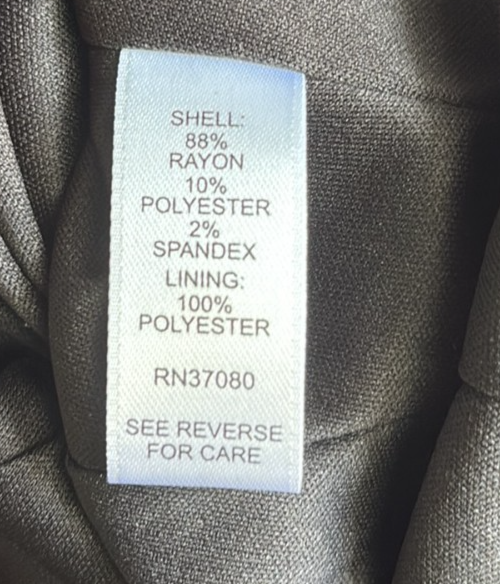 SHELL:
88%
RAYON
10%
POLYESTER
2%
SPANDEX
LINING:
100%
POLYESTER
RN37080
SEE REVERSE
FOR CARE